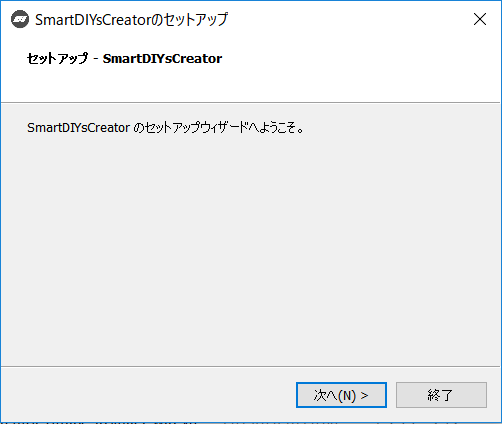 SmartDIYsCreatorのセットアップ
セットアップ - SmartDIYsCreator
SmartDIYsCreator のセットアップウィザードへようこそ。
次へ(N) >
終了